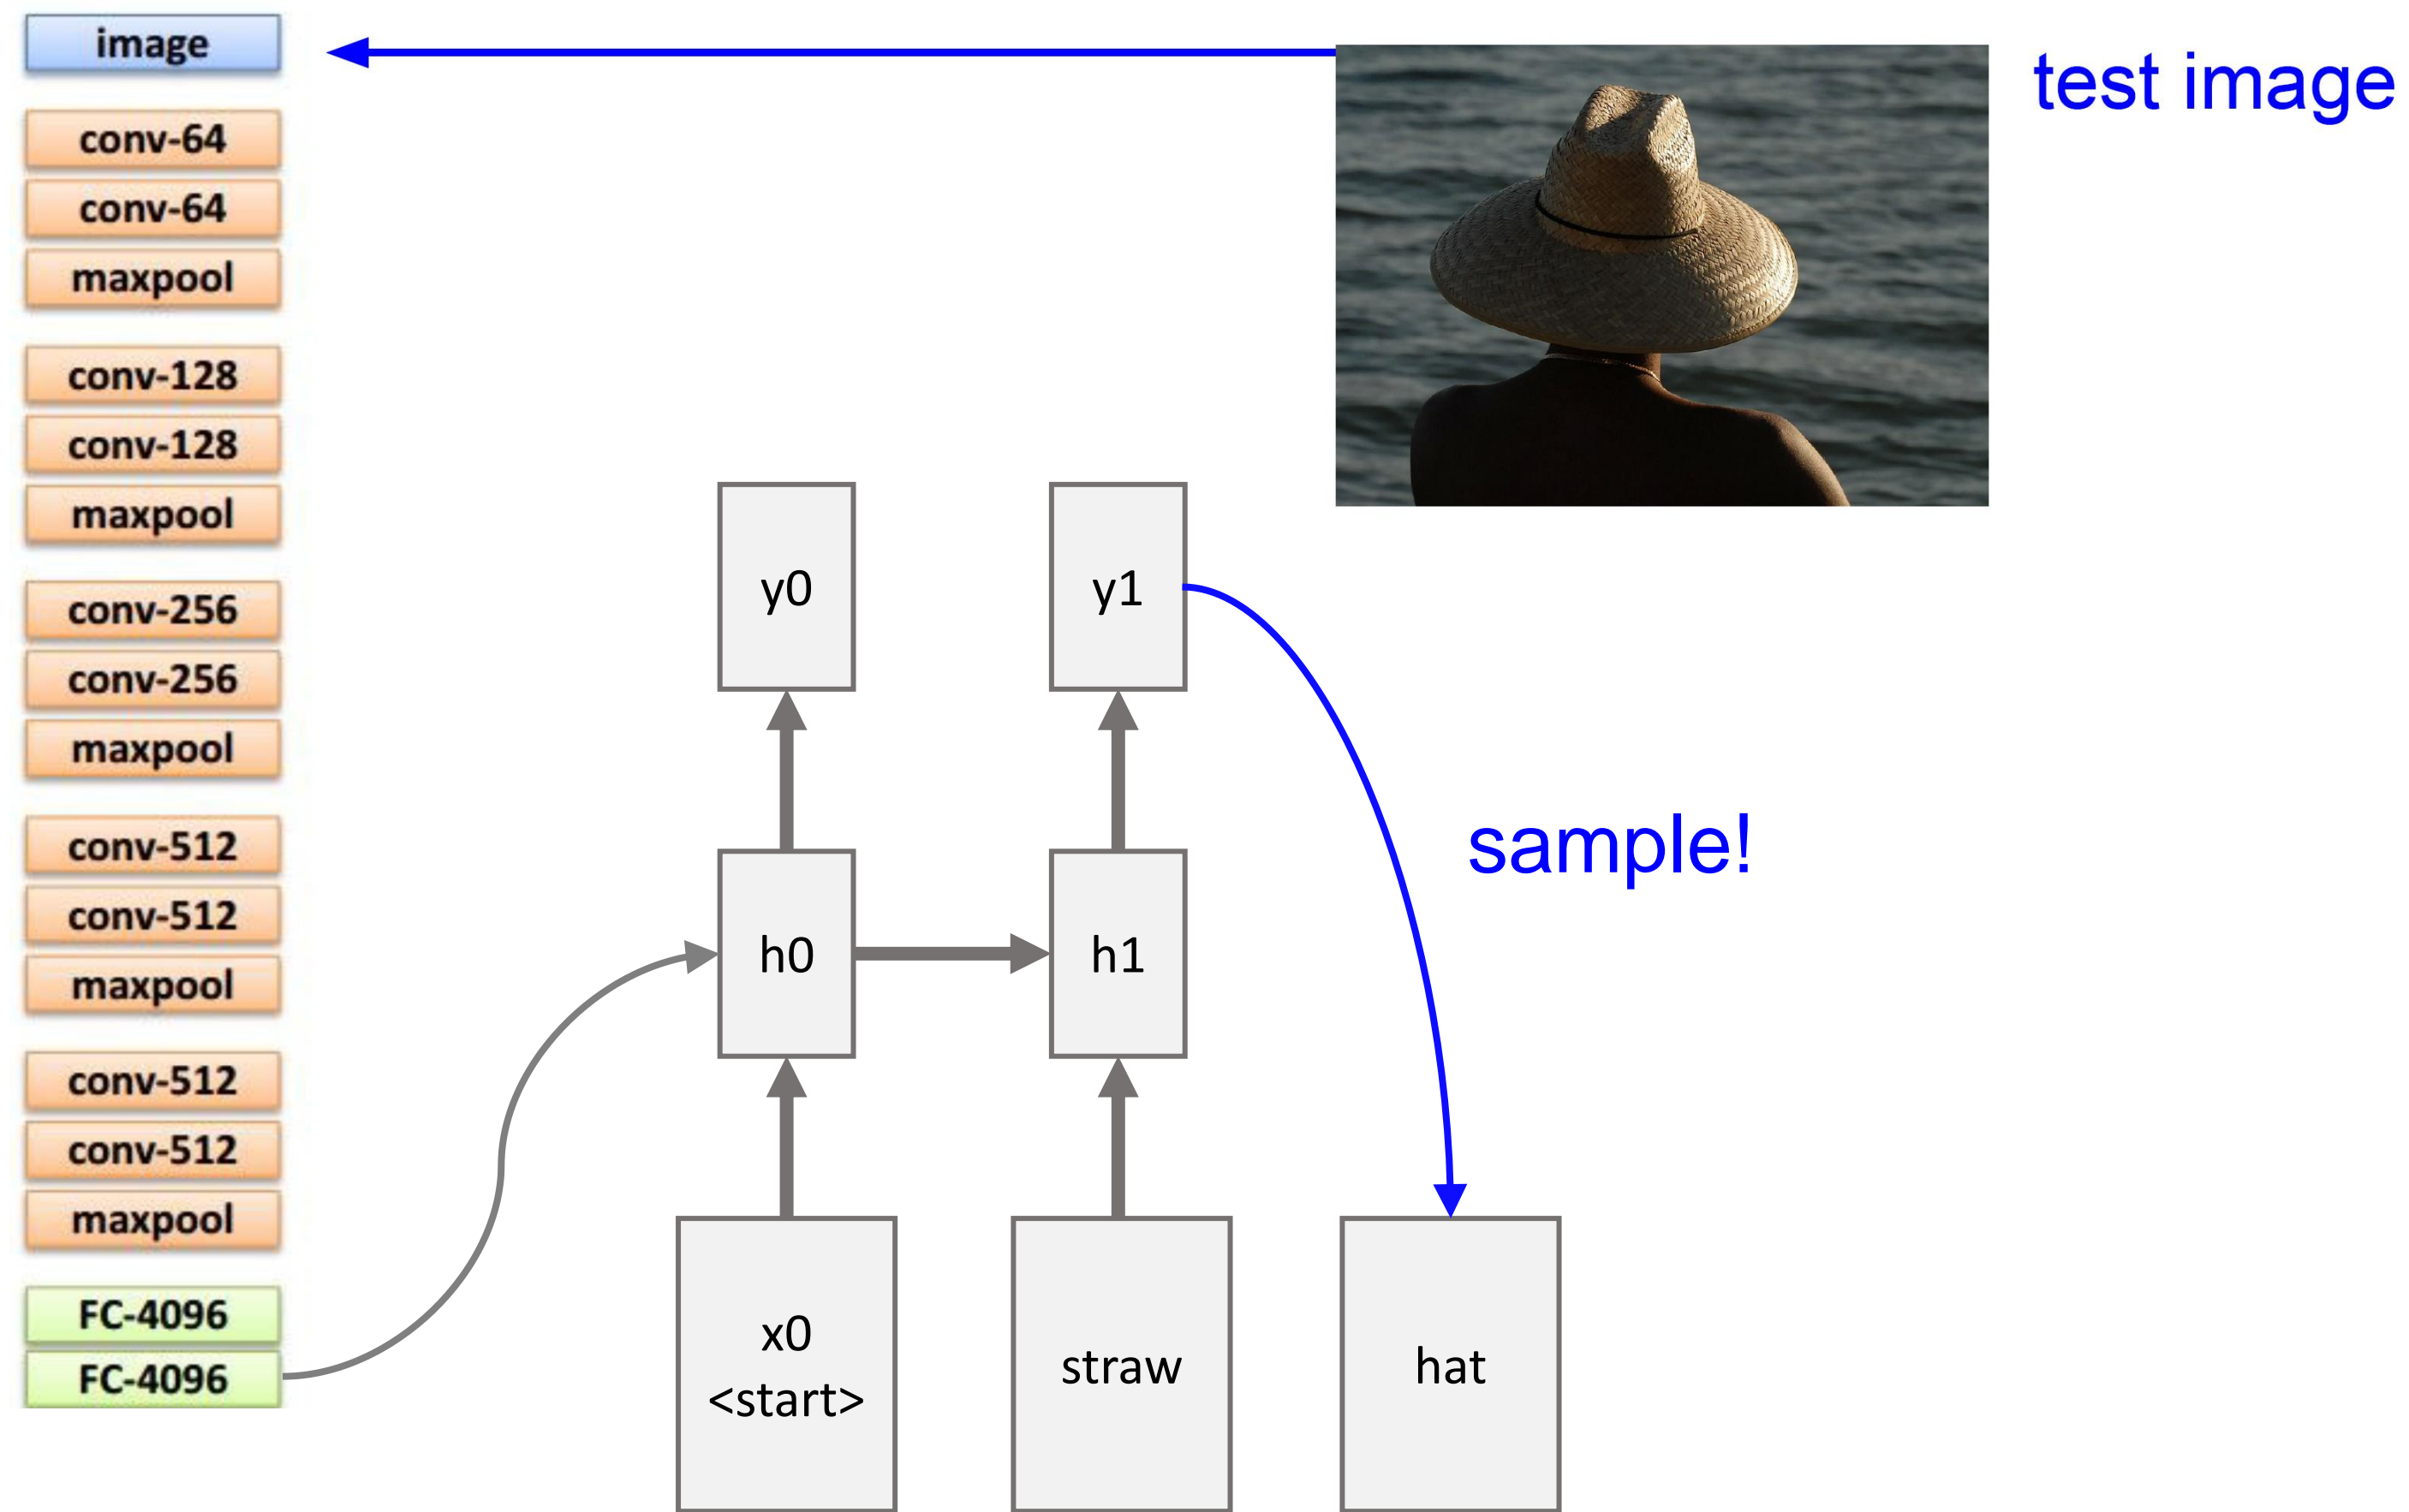 image
conv-64
conv-64
maxpool
conv-128
conv-128
maxpool
conv-256
conv-256
maxpool
conv-512
conv-512
maxpool
conv-512
conv-512
maxpool
FC-4096
FC-4096
test image
y0
y1
sample!
h0
h1
x0
<start>
straw
hat